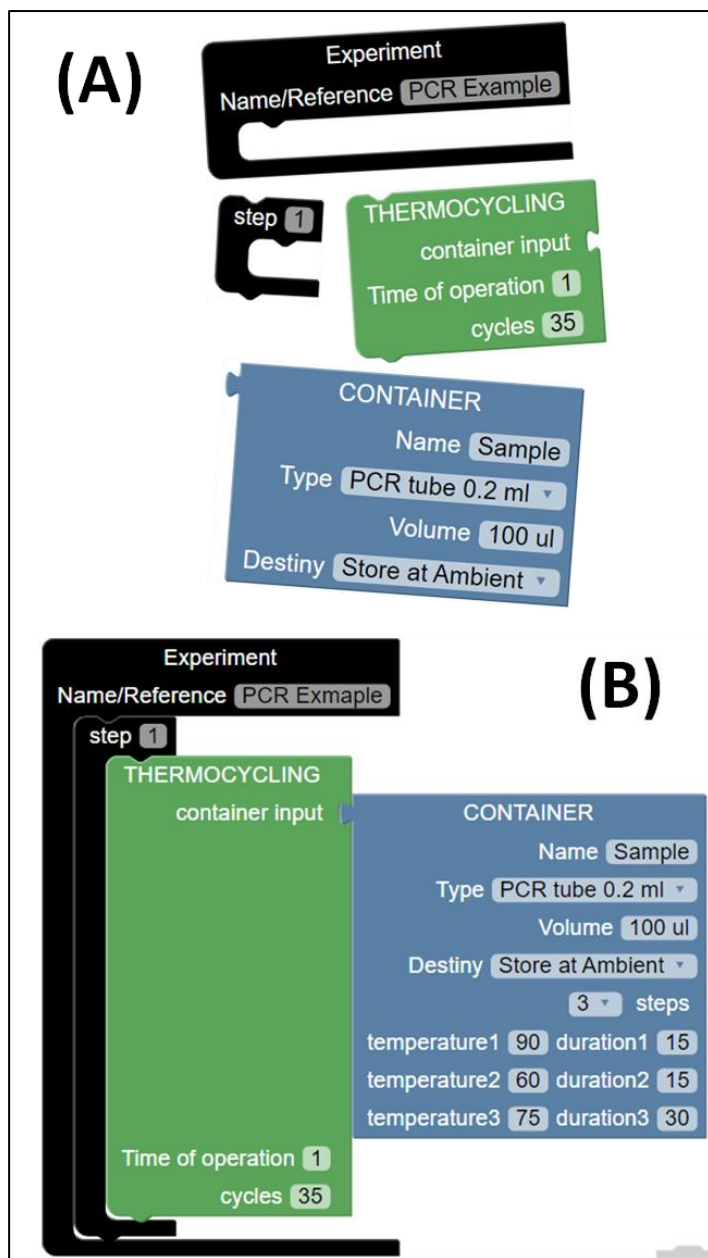 (A)
Experiment
Name/Reference PCR Example
step 1
THERMOCYCLING
container input
Time of operation 1
cycles 35
CONTAINER
Name Sample
Type PCR tube 0.2 ml
Volume 100 ul
Destiny Store at Ambient
(B)
Experiment
Name/Reference PCR Exmaple
step 1
THERMOCYCLING
container input
CONTAINER
Name Sample
Type PCR tube 0.2 ml
Volume 100 ul
Destiny Store at Ambient
3 steps
temperature1 90 duration1 15
temperature2 60 duration2 15
temperature3 75 duration3 30
Time of operation 1
cycles 35